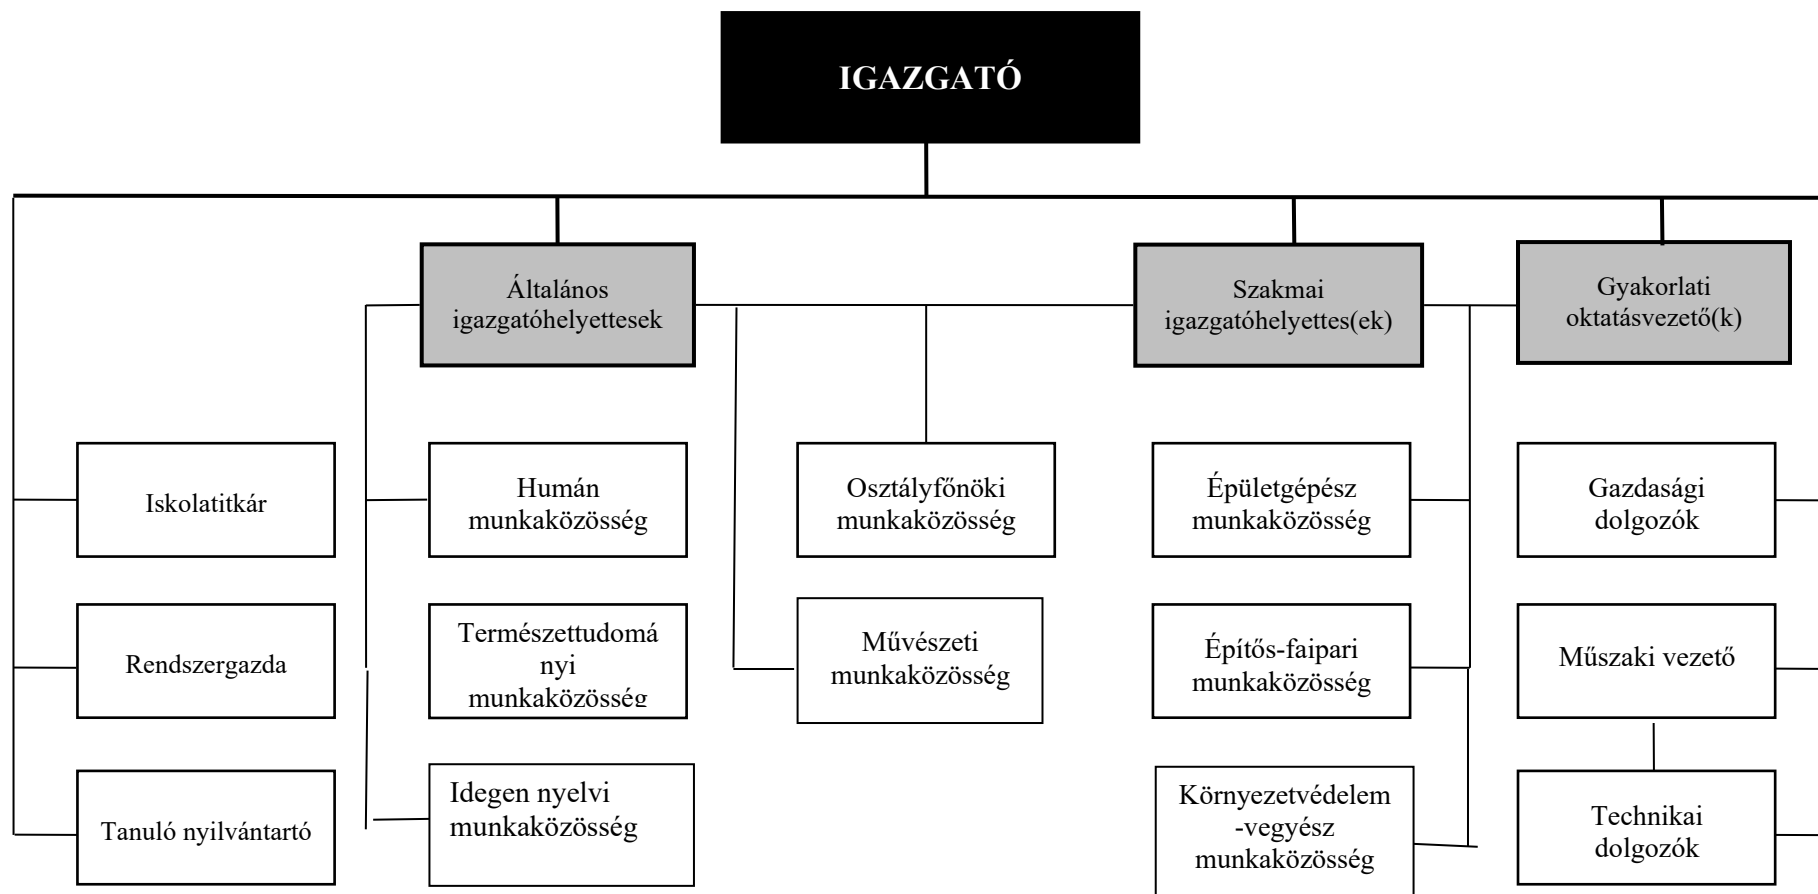 IGAZGATÓ
Általános
igazgatóhelyettesek
Szakmai
igazgatóhelyettes(ek)
Gyakorlati
oktatásvezető(k)
Iskolatitkár
Humán
munkaközösség
Osztályfőnöki
munkaközösség
Épületgépész
munkaközösség
Gazdasági
dolgozók
Rendszergazda
Természettudomá
nyi
munkaközösség
Művészeti
munkaközösség
Építős-faipari
munkaközösség
Műszaki vezető
Tanuló nyilvántartó
Idegen nyelvi
munkaközösség
Környezetvédelem
-vegyész
munkaközösség
Technikai
dolgozók